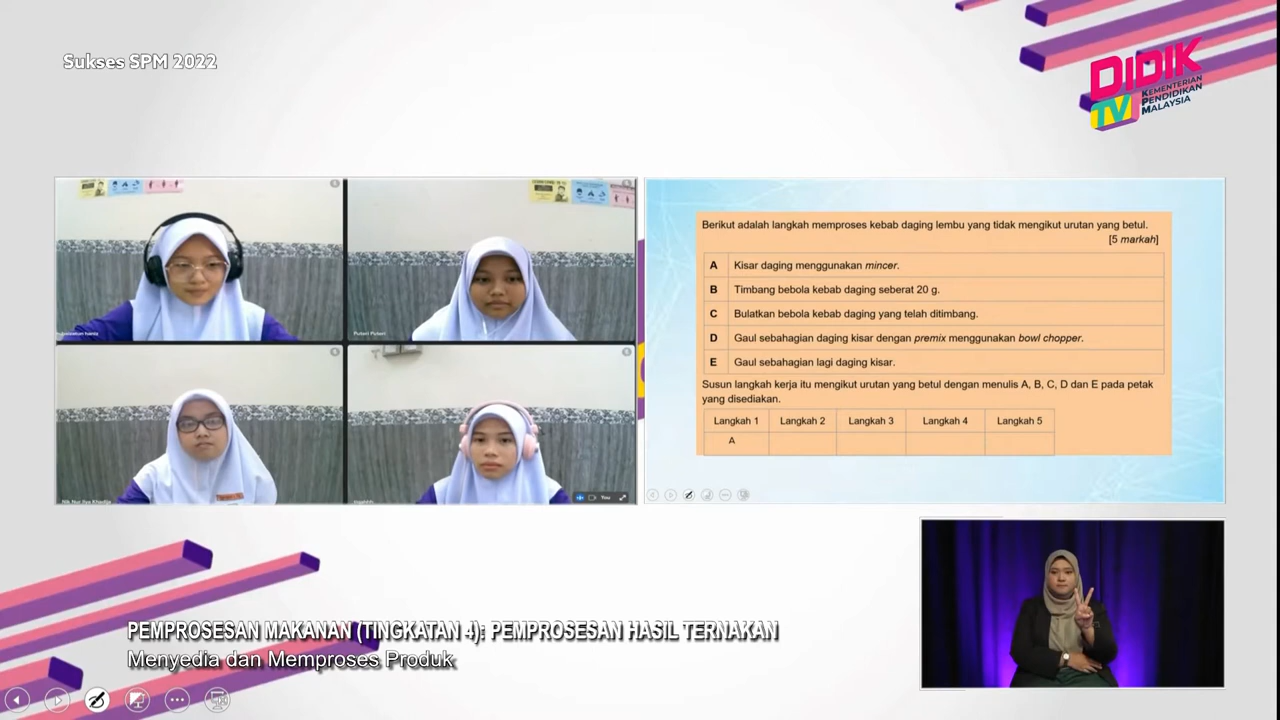 Sukses SPM 2022
DIDIK
TV
KEMENTERIAN
PENDIDIKAN
MALAYSIA
Berikut adalah langkah memproses kebab daging lembu yang tidak mengikut urutan yang betul.
[5 markah]
A Kisar daging menggunakan mincer.
B Timbang bebola kebab daging seberat 20 g.
C Bulatkan bebola kebab daging yang telah ditimbang.
D Gaul sebahagian daging kisar dengan premix menggunakan bowl chopper.
E Gaul sebahagian lagi daging kisar.
Susun langkah kerja itu mengikut urutan yang betul dengan menulis A, B, C, D dan E pada petak
yang disediakan.
Langkah 1 Langkah 2 Langkah 3 Langkah 4 Langkah 5
A
Puteri Puteri
You
PEMPROSESAN MAKANAN (TINGKATAN 4): PEMPROSESAN HASIL TERNAKAN
Menyedia dan Memproses Produk